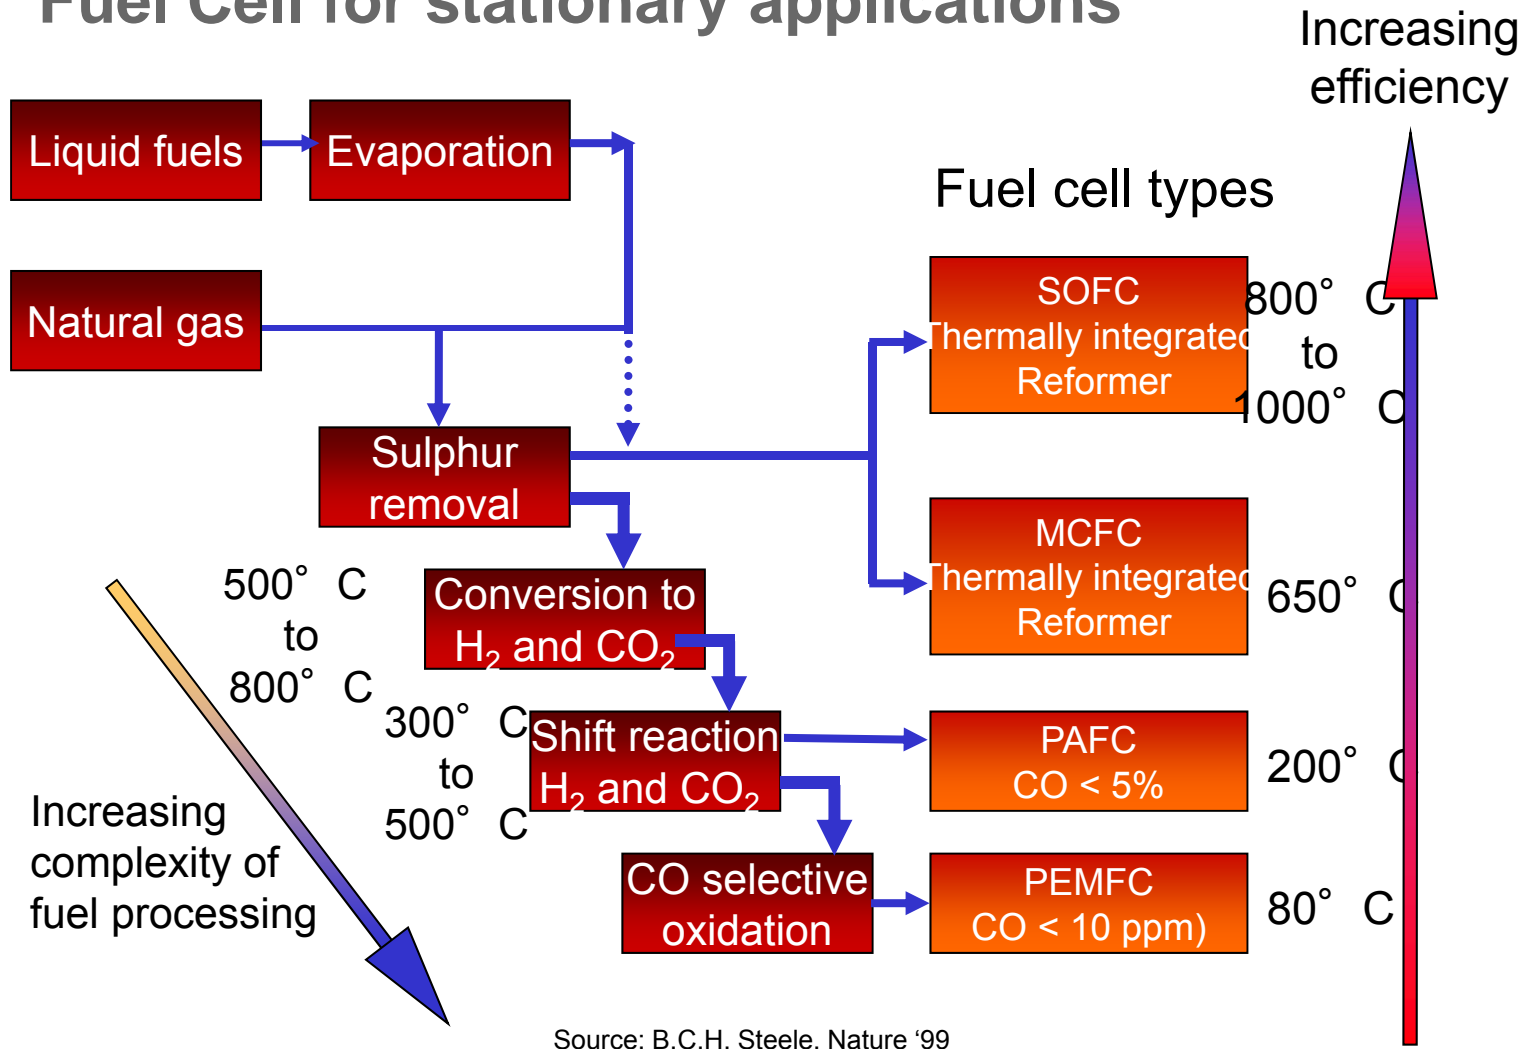 Fuel Cell for stationary applications
Increasing
efficiency
Liquid fuels
Evaporation
Fuel cell types
Natural gas
SOFC
Thermally integrated
Reformer
800° C
to
1000° C
Sulphur
removal
MCFC
Thermally integrated
Reformer
650° C
500° C
to
800° C
Conversion to
H₂ and CO₂
300° C
to
500° C
Shift reaction
H₂ and CO₂
PAFC
CO < 5%
200° C
Increasing
complexity of
fuel processing
CO selective
oxidation
PEMFC
CO < 10 ppm)
80° C
Source: B.C.H. Steele, Nature ‘99